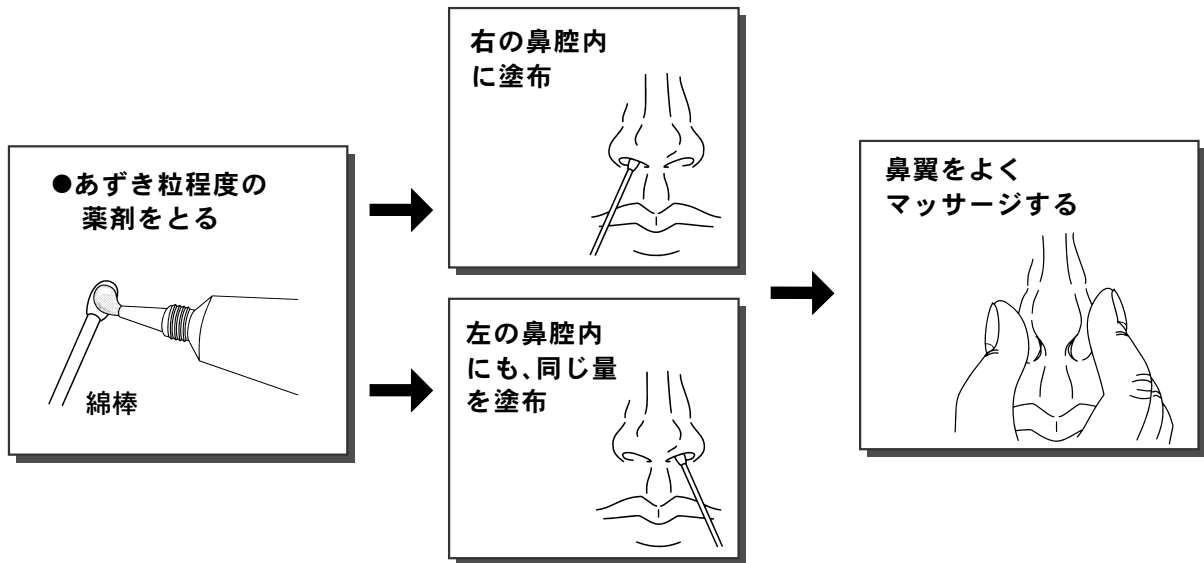 ●あずき粒程度の
薬剤をとる
綿棒
右の鼻腔内
に塗布
左の鼻腔内
にも、同じ量
を塗布
鼻翼をよく
マッサージする